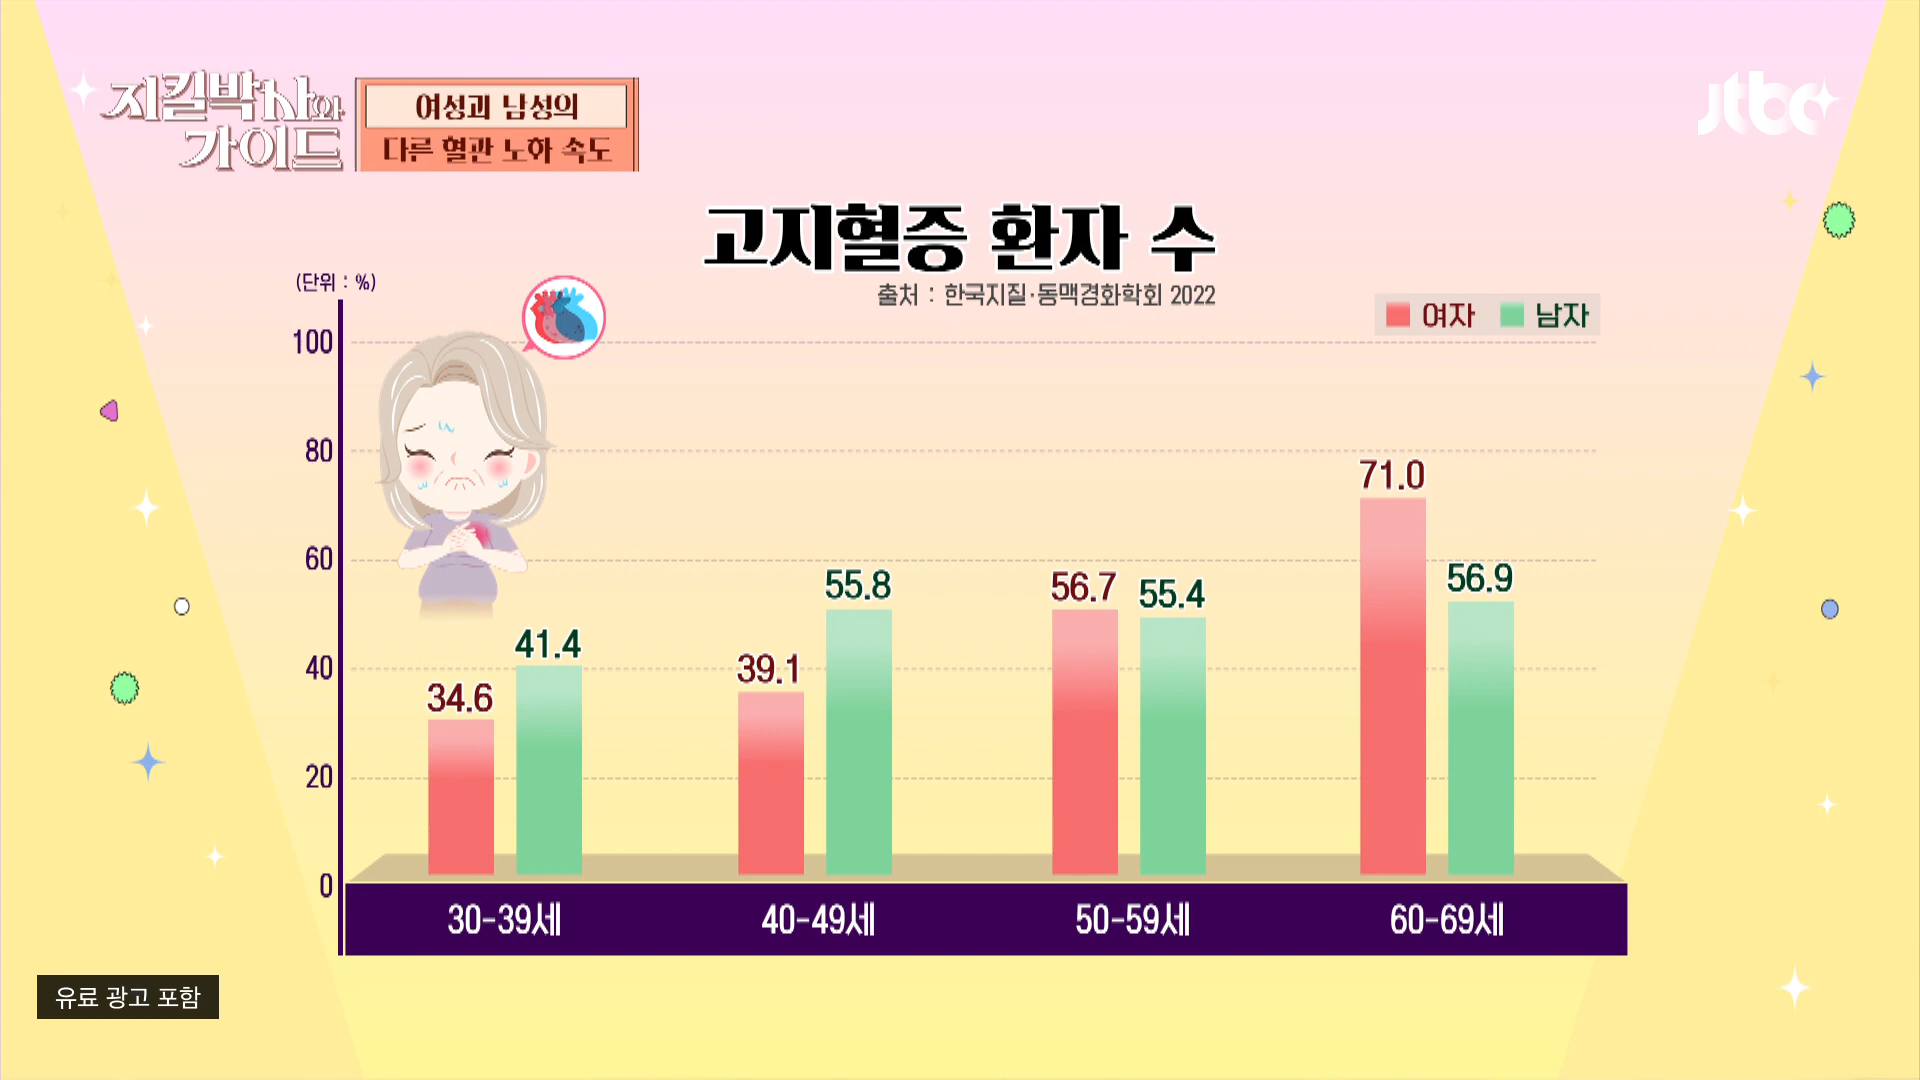 지킬박사와
가이드
여성과 남성의
다른 혈관 노화 속도
jtbc
고지혈증 환자 수
출처 : 한국지질·동맥경화학회 2022
(단위 : %)
여자 남자
100
80
60
40
20
0
34.6
41.4
39.1
55.8
56.7
55.4
71.0
56.9
30-39세
40-49세
50-59세
60-69세
유료 광고 포함